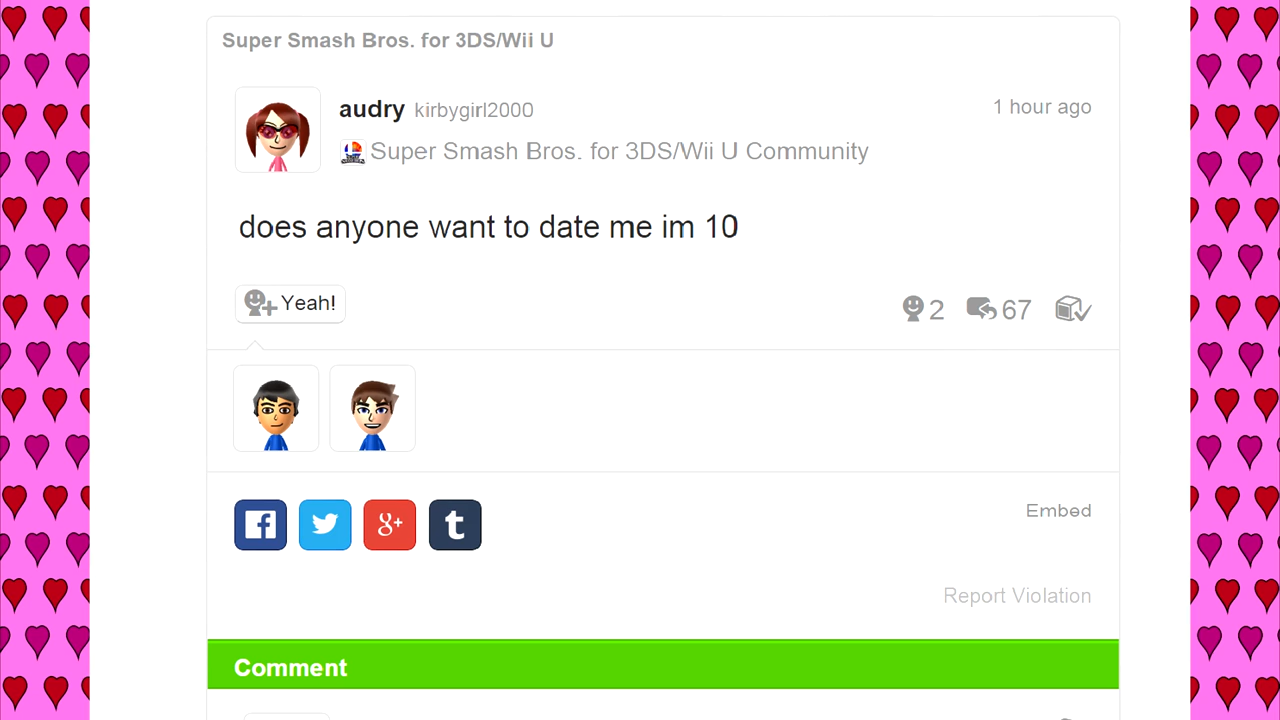 Super Smash Bros. for 3DS/Wii U
audry kirbygirl2000
1 hour ago
Super Smash Bros. for 3DS/Wii U Community
does anyone want to date me im 10
Yeah!
2
67
f
g+
t
Embed
Report Violation
Comment